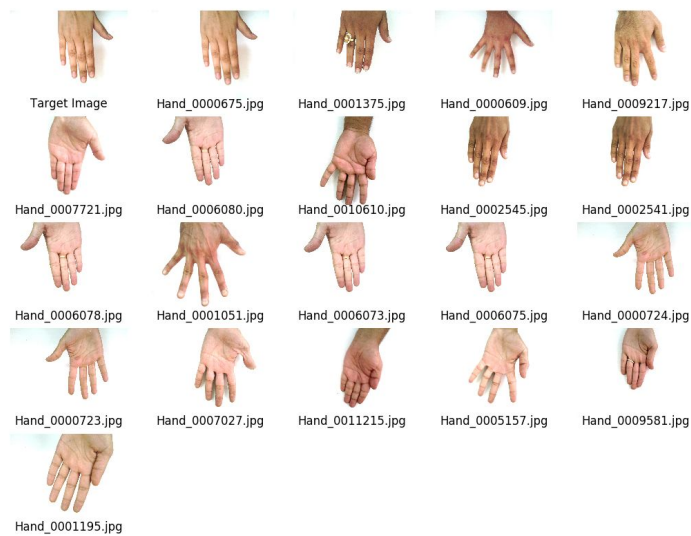 Target Image
Hand_0000675.jpg
Hand_0001375.jpg
Hand_0000609.jpg
Hand_0009217.jpg
Hand_0007721.jpg
Hand_0006080.jpg
Hand_0010610.jpg
Hand_0002545.jpg
Hand_0002541.jpg
Hand_0006078.jpg
Hand_0001051.jpg
Hand_0006073.jpg
Hand_0006075.jpg
Hand_0000724.jpg
Hand_0000723.jpg
Hand_0007027.jpg
Hand_0011215.jpg
Hand_0005157.jpg
Hand_0009581.jpg
Hand_0001195.jpg